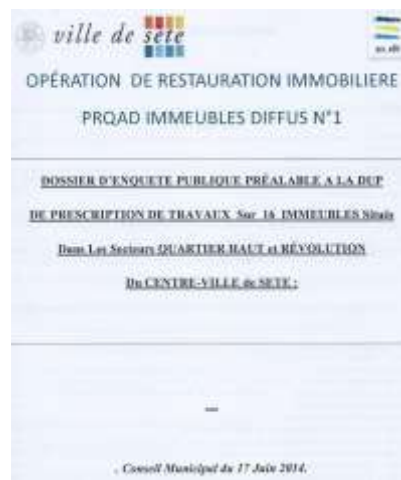 ville de sète
OPÉRATION DE RESTAURATION IMMOBILIERE
PRQAD IMMEUBLES DIFFUS N°1
DOSSIER D'ENQUETE PUBLIQUE PRÉALABLE A LA DUP
DE PRESCRIPTION DE TRAVAUX Sur 16 IMMEUBLES Situés
Dans Les Secteurs QUARTIER HAUT et RÉVOLUTION
Du CENTRE-VILLE de SETE ;
. Conseil Municipal du 17 Juin 2014.